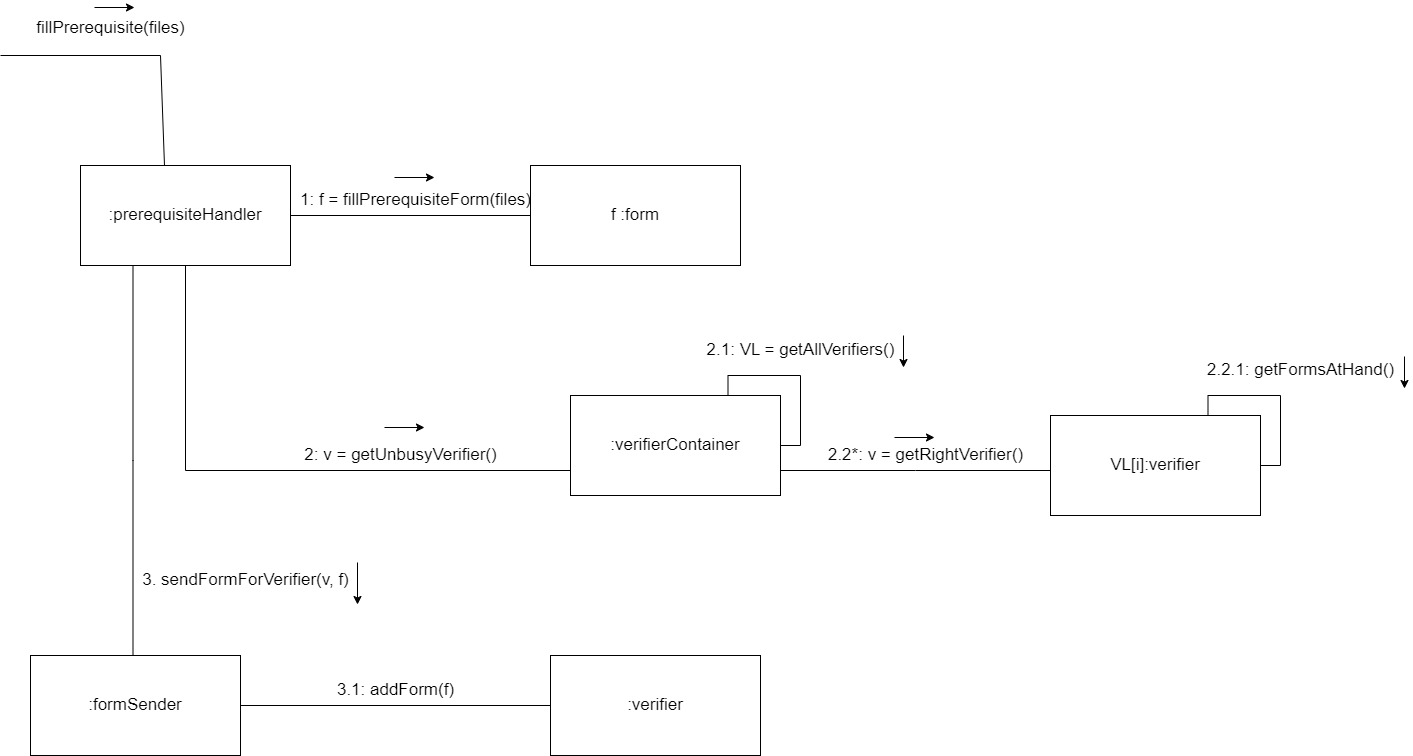 fillPrerequisite(files)
:prerequisiteHandler
1: f = fillPrerequisiteForm(files)
f :form
2.1: VL = getAllVerifiers()
2.2.1: getFormsAtHand()
2: v = getUnbusyVerifier()
:verifierContainer
2.2*: v = getRightVerifier()
VL[i]:verifier
3. sendFormForVerifier(v, f)
:formSender
3.1: addForm(f)
:verifier